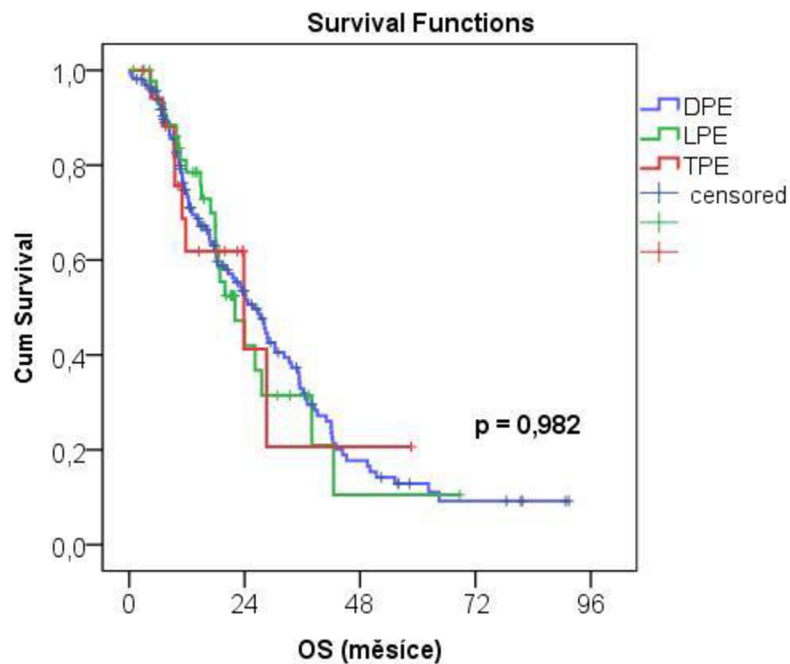 Survival Functions
1,0
0,8
0,6
0,4
0,2
0,0
Cum Survival
DPE
LPE
TPE
censored
p = 0,982
0 24 48 72 96
OS (měsíce)